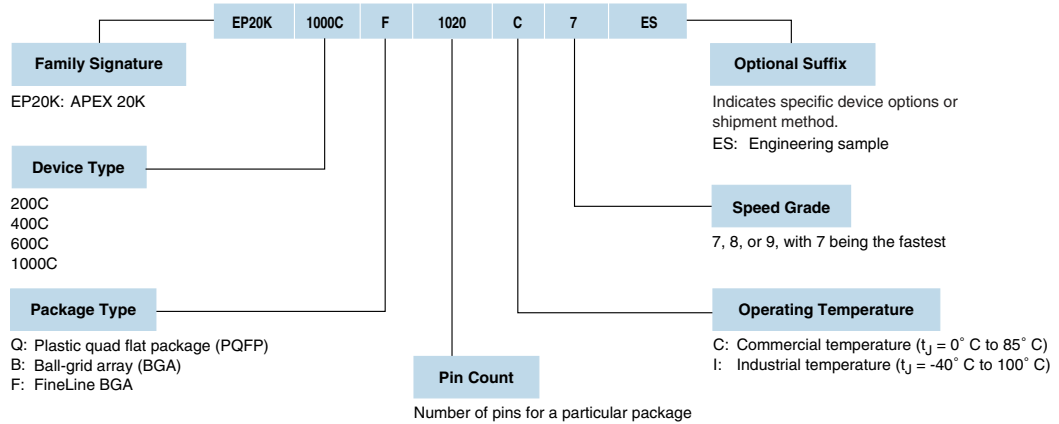 EP20K 1000C F 1020 C 7 ES
Family Signature
EP20K: APEX 20K
Optional Suffix
Indicates specific device options or
shipment method.
ES: Engineering sample
Device Type
200C
400C
600C
1000C
Speed Grade
7, 8, or 9, with 7 being the fastest
Package Type
Q: Plastic quad flat package (PQFP)
B: Ball-grid array (BGA)
F: FineLine BGA
Operating Temperature
C: Commercial temperature (tJ = 0° C to 85° C)
I: Industrial temperature (tJ = -40° C to 100° C)
Pin Count
Number of pins for a particular package